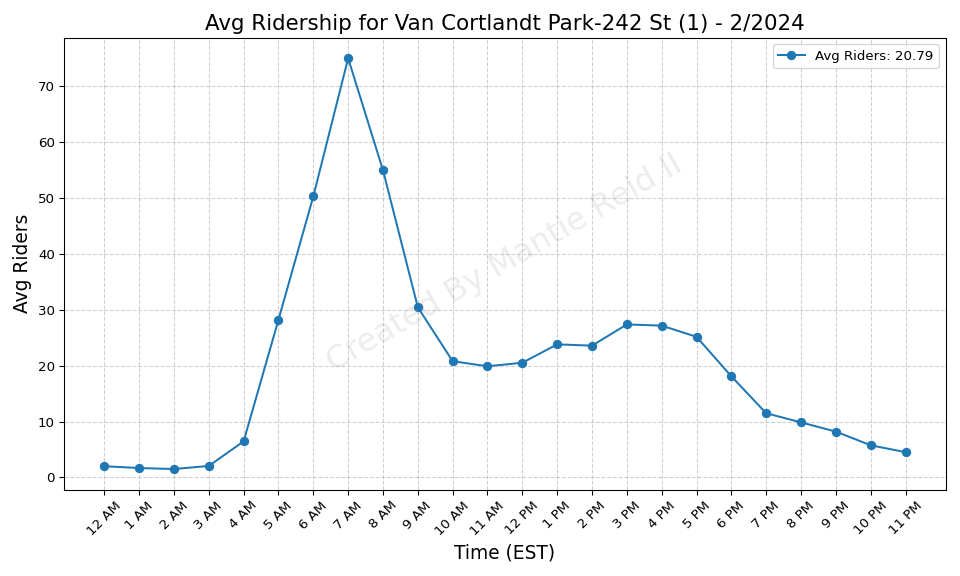 Avg Ridership for Van Cortlandt Park-242 St (1) - 2/2024
Avg Riders: 20.79
Avg Riders
70
60
50
40
30
20
10
0
Created By Mantie Reid II
12 AM
1 AM
2 AM
3 AM
4 AM
5 AM
6 AM
7 AM
8 AM
9 AM
10 AM
11 AM
12 PM
1 PM
2 PM
3 PM
4 PM
5 PM
6 PM
7 PM
8 PM
9 PM
10 PM
11 PM
Time (EST)